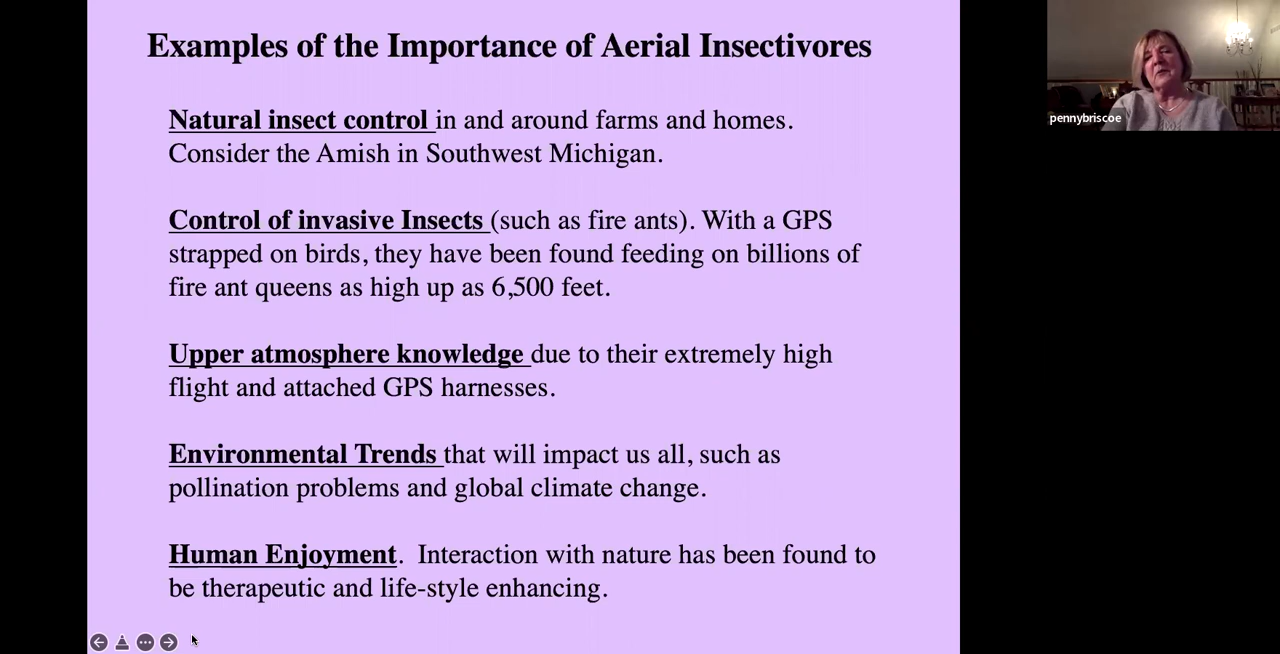 Examples of the Importance of Aerial Insectivores
Natural insect control in and around farms and homes.
Consider the Amish in Southwest Michigan.
Control of invasive Insects (such as fire ants). With a GPS
strapped on birds, they have been found feeding on billions of
fire ant queens as high up as 6,500 feet.
Upper atmosphere knowledge due to their extremely high
flight and attached GPS harnesses.
Environmental Trends that will impact us all, such as
pollination problems and global climate change.
Human Enjoyment.  Interaction with nature has been found to
be therapeutic and life-style enhancing.
pennybriscoe